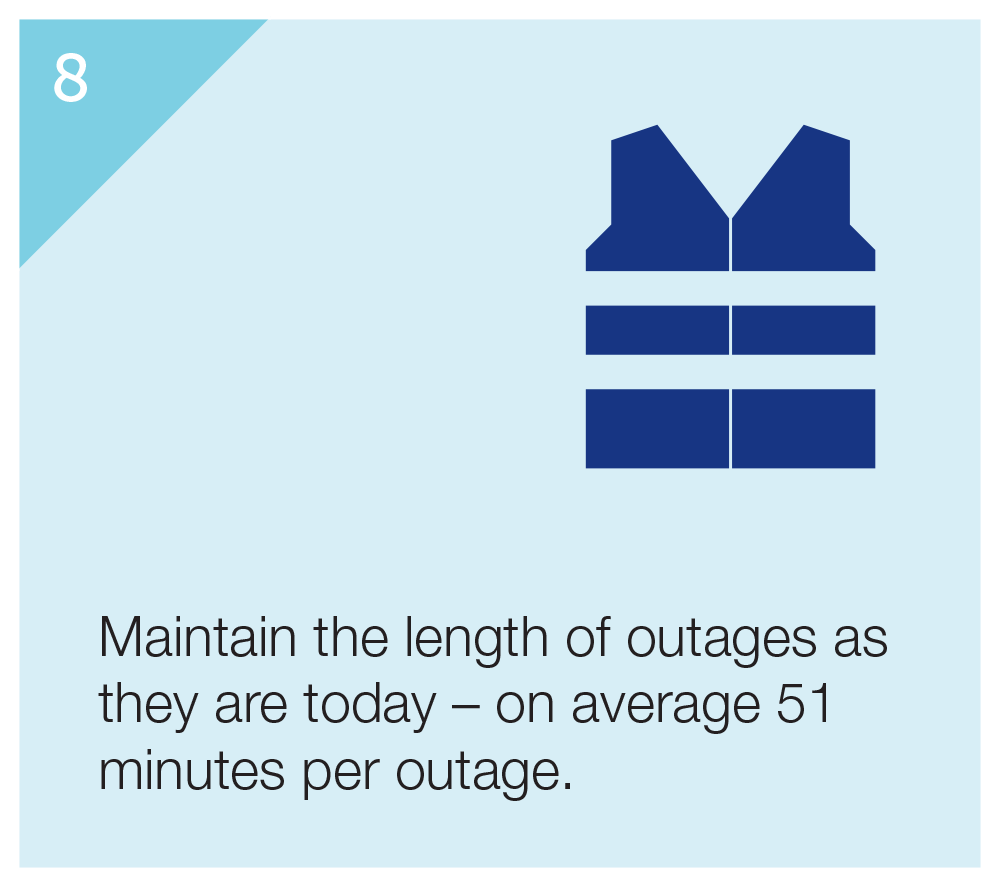 8
Maintain the length of outages as
they are today – on average 51
minutes per outage.